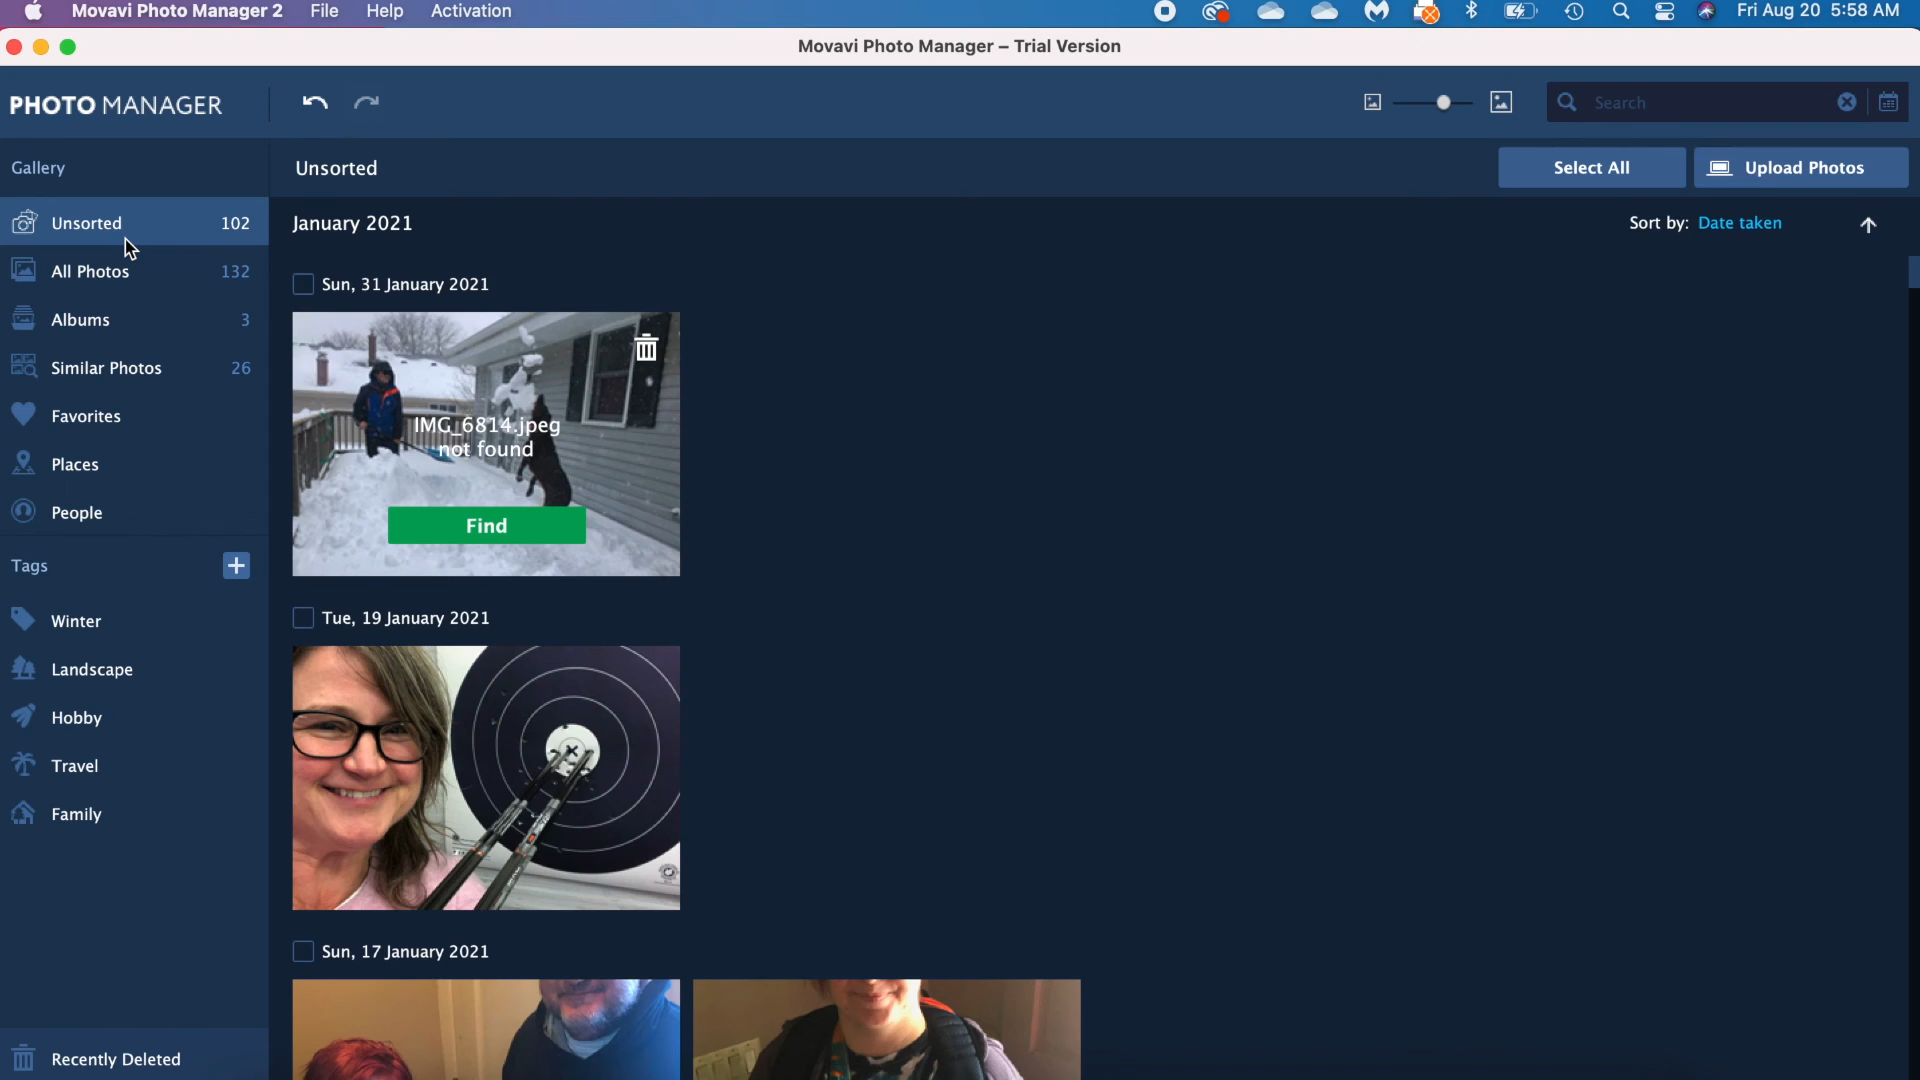 Movavi Photo Manager 2 File Help Activation Fri Aug 20 5:58 AM
Movavi Photo Manager – Trial Version
PHOTO MANAGER
Search
Gallery
Unsorted
Select All
Upload Photos
Unsorted 102
All Photos 132
Albums 3
Similar Photos 26
Favorites
Places
People
Tags
Winter
Landscape
Hobby
Travel
Family
Recently Deleted
January 2021
Sort by: Date taken
Sun, 31 January 2021
IMG_6814.jpeg
not found
Find
Tue, 19 January 2021
Sun, 17 January 2021